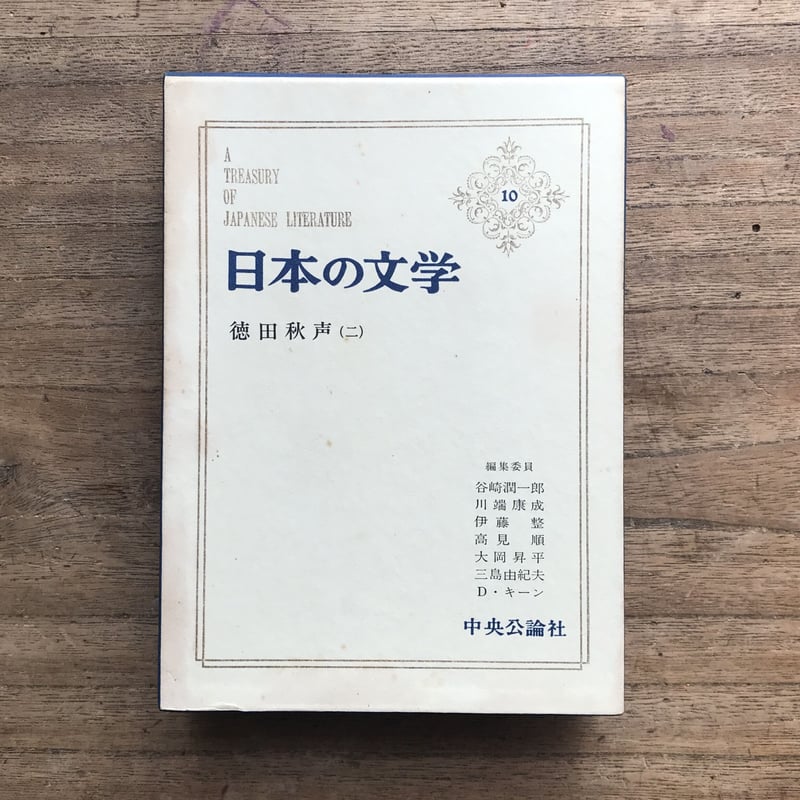 A
TREASURY
OF
JAPANESE LITERATURE
10
日本の文学
徳田秋声(二)
編集委員
谷崎潤一郎
川端康成
伊藤整
高見順
大岡昇平
三島由紀夫
D・キーン
中央公論社